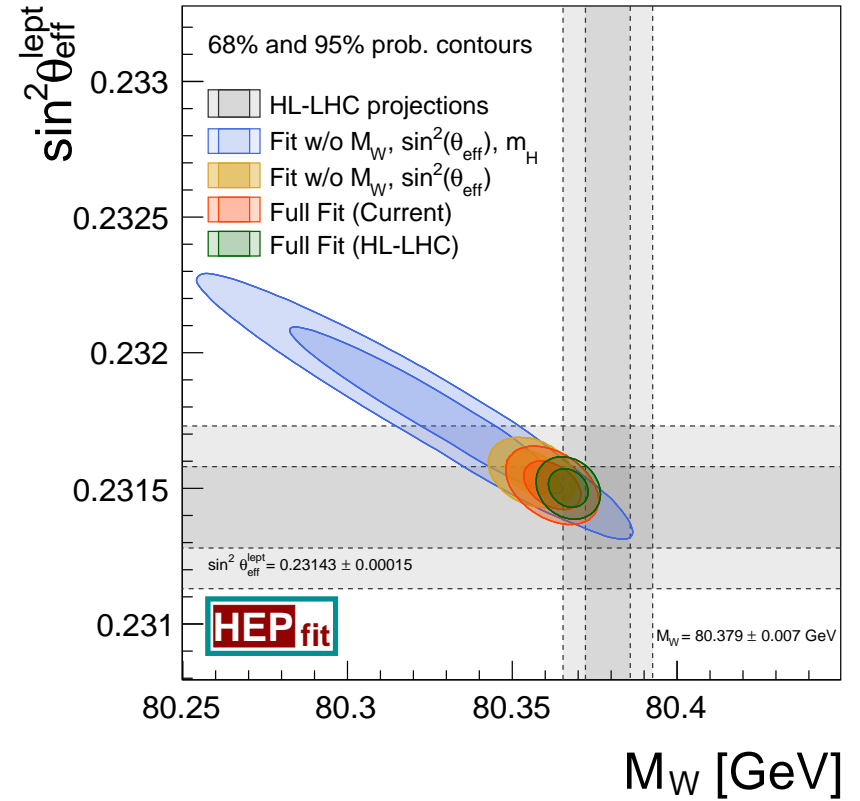 sin²θ_eff^lept
68% and 95% prob. contours
HL-LHC projections
Fit w/o M_W, sin²(θ_eff), m_H
Fit w/o M_W, sin²(θ_eff)
Full Fit (Current)
Full Fit (HL-LHC)
0.233
0.2325
0.232
0.2315
0.231
sin² θ_eff^lept = 0.23143 ± 0.00015
HEP fit
M_W = 80.379 ± 0.007 GeV
80.25 80.3 80.35 80.4
M_W [GeV]